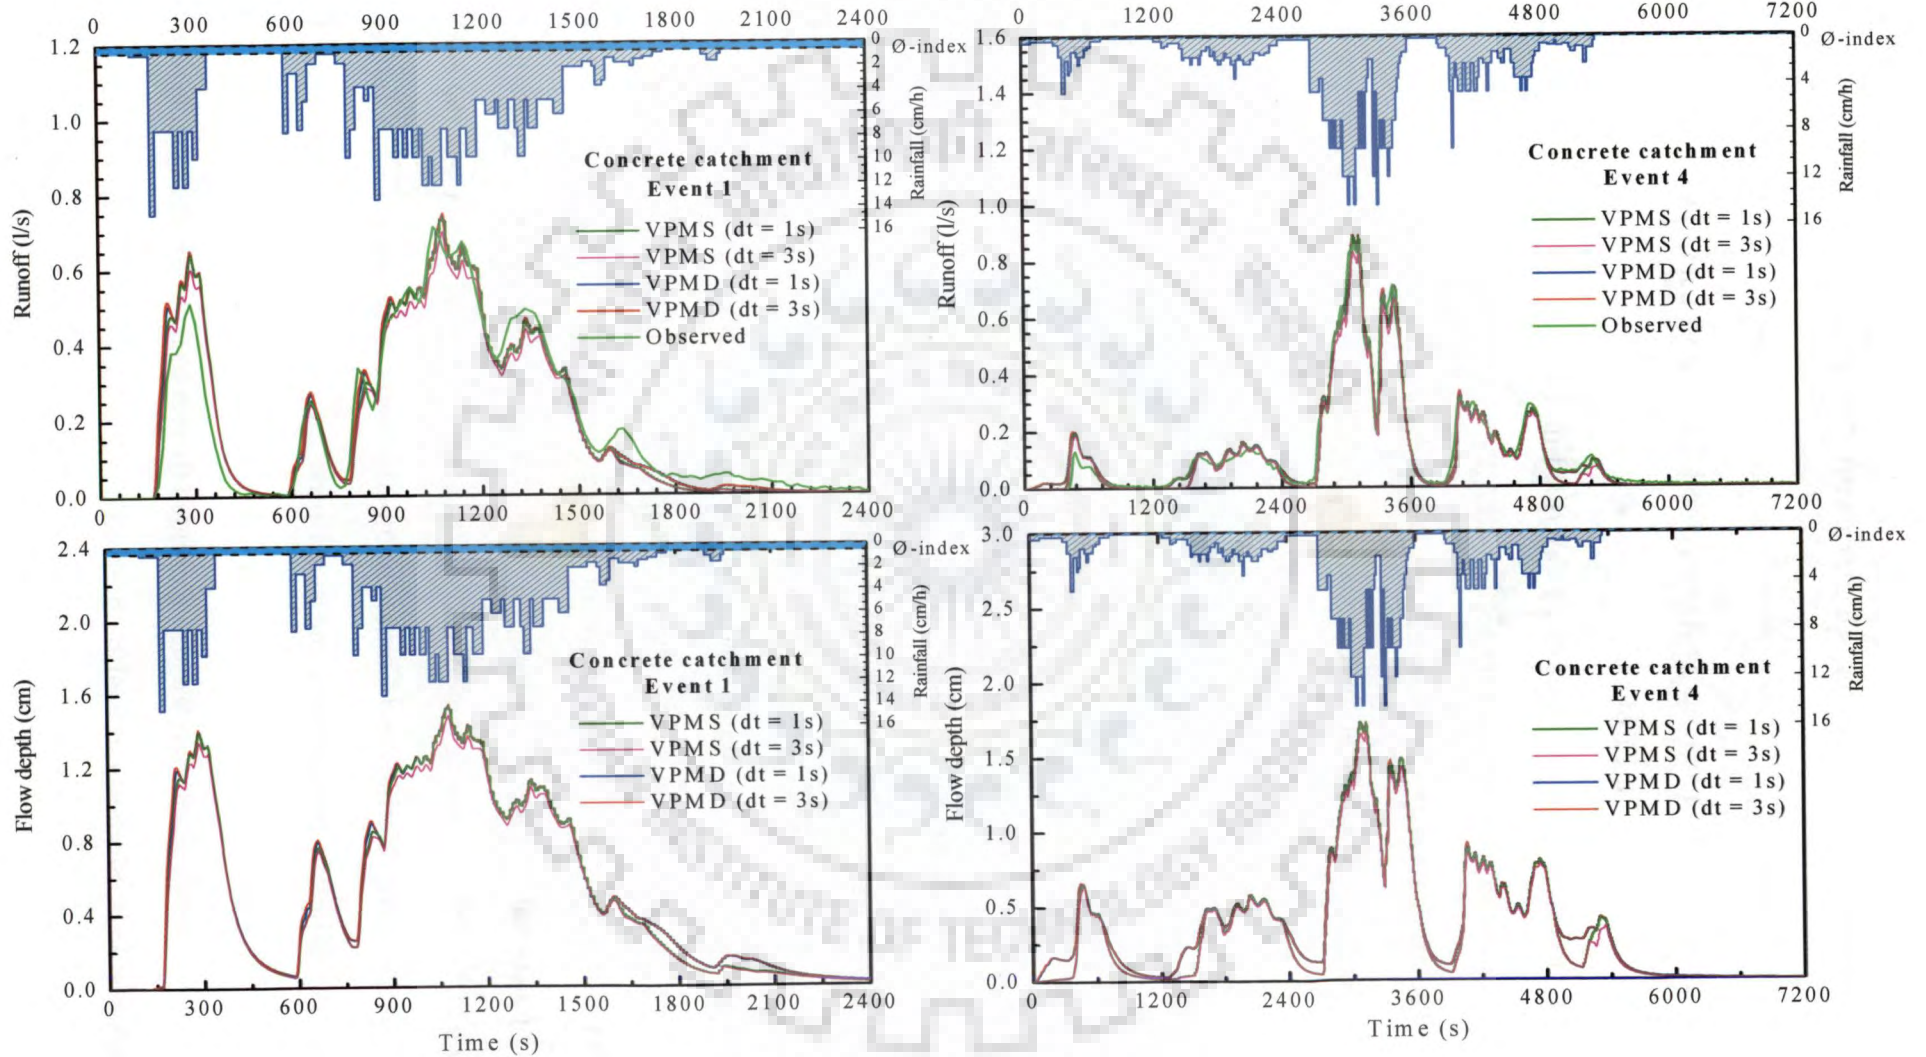 0 300 600 900 1200 1500 1800 2100 2400
1.2
1.0
0.8
0.6
0.4
0.2
0.0
Runoff (l/s)
0
2
4
6
8
10
12
14
16
Ø-index
Rainfall (cm/h)
Concrete catchment
Event 1
VPMS (dt = 1s)
VPMS (dt = 3s)
VPMD (dt = 1s)
VPMD (dt = 3s)
Observed
0 300 600 900 1200 1500 1800 2100 2400
0 1200 2400 3600 4800 6000 7200
1.6
1.4
1.2
1.0
0.8
0.6
0.4
0.2
0.0
Runoff (l/s)
0
4
8
12
16
Ø-index
Rainfall (cm/h)
Concrete catchment
Event 4
VPMS (dt = 1s)
VPMS (dt = 3s)
VPMD (dt = 1s)
VPMD (dt = 3s)
Observed
0 1200 2400 3600 4800 6000 7200
2.4
2.0
1.6
1.2
0.8
0.4
0.0
Flow depth (cm)
0
2
4
6
8
10
12
14
16
Ø-index
Rainfall (cm/h)
Concrete catchment
Event 1
VPMS (dt = 1s)
VPMS (dt = 3s)
VPMD (dt = 1s)
VPMD (dt = 3s)
0 300 600 900 1200 1500 1800 2100 2400
Time (s)
3.0
2.5
2.0
1.5
1.0
0.5
0.0
Flow depth (cm)
0
4
8
12
16
Ø-index
Rainfall (cm/h)
Concrete catchment
Event 4
VPMS (dt = 1s)
VPMS (dt = 3s)
VPMD (dt = 1s)
VPMD (dt = 3s)
0 1200 2400 3600 4800 6000 7200
Time (s)